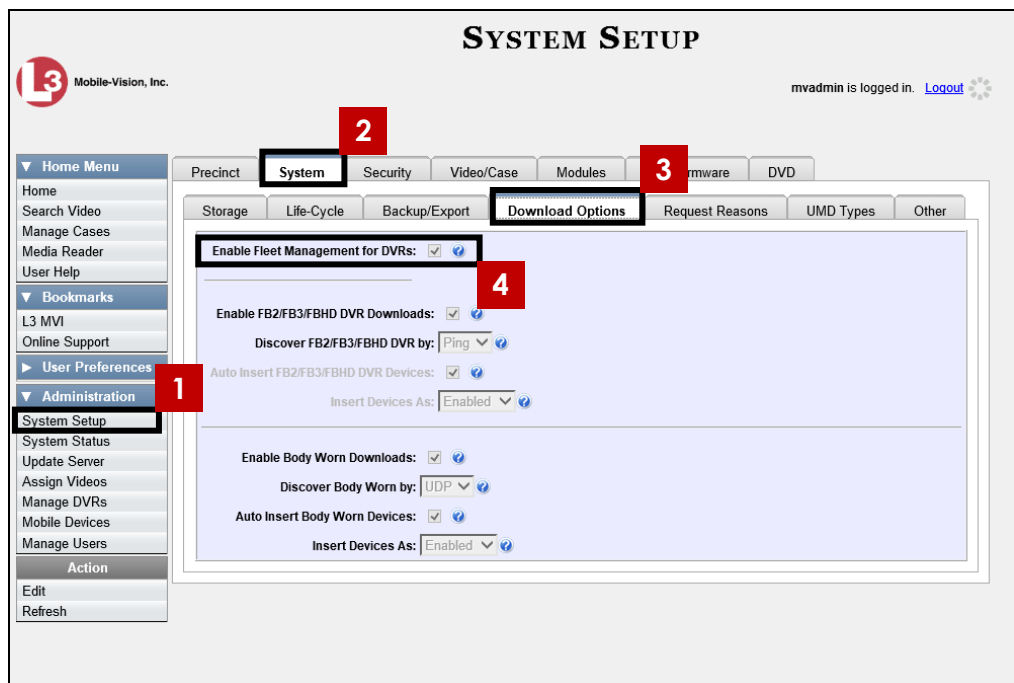 SYSTEM SETUP
L3 Mobile-Vision, Inc.
mvadmin is logged in. Logout
2
▼ Home Menu
Home
Search Video
Manage Cases
Media Reader
User Help
▼ Bookmarks
L3 MVI
Online Support
▶ User Preferences
▼ Administration
1
System Setup
System Status
Update Server
Assign Videos
Manage DVRs
Mobile Devices
Manage Users
Action
Edit
Refresh
Precinct System Security Video/Case Modules 3 rmware DVD
Storage Life-Cycle Backup/Export Download Options Request Reasons UMD Types Other
Enable Fleet Management for DVRs: ?
4
Enable FB2/FB3/FBHD DVR Downloads: ?
Discover FB2/FB3/FBHD DVR by: Ping ?
Auto Insert FB2/FB3/FBHD DVR Devices: ?
Insert Devices As: Enabled ?
Enable Body Worn Downloads: ?
Discover Body Worn by: UDP ?
Auto Insert Body Worn Devices: ?
Insert Devices As: Enabled ?